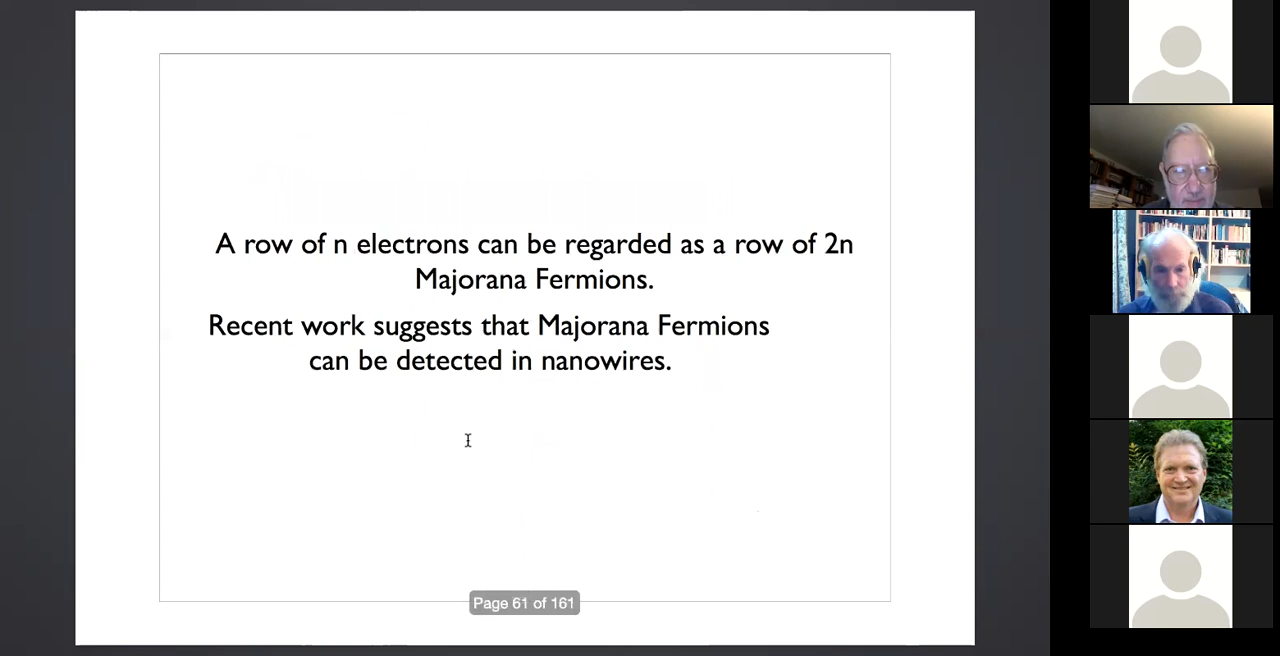 A row of n electrons can be regarded as a row of 2n
Majorana Fermions.
Recent work suggests that Majorana Fermions
can be detected in nanowires.
Page 61 of 161